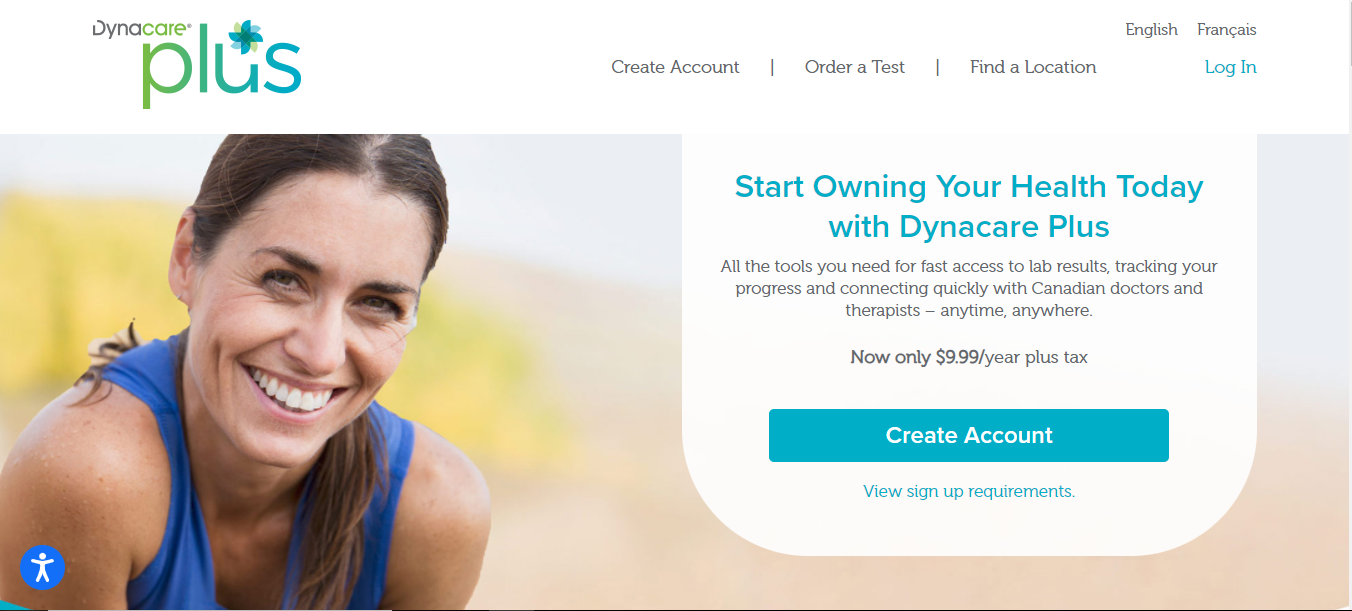 Dynacare®
plus
English Français
Create Account | Order a Test | Find a Location Log In
Start Owning Your Health Today
with Dynacare Plus
All the tools you need for fast access to lab results, tracking your
progress and connecting quickly with Canadian doctors and
therapists – anytime, anywhere.
Now only $9.99/year plus tax
Create Account
View sign up requirements.